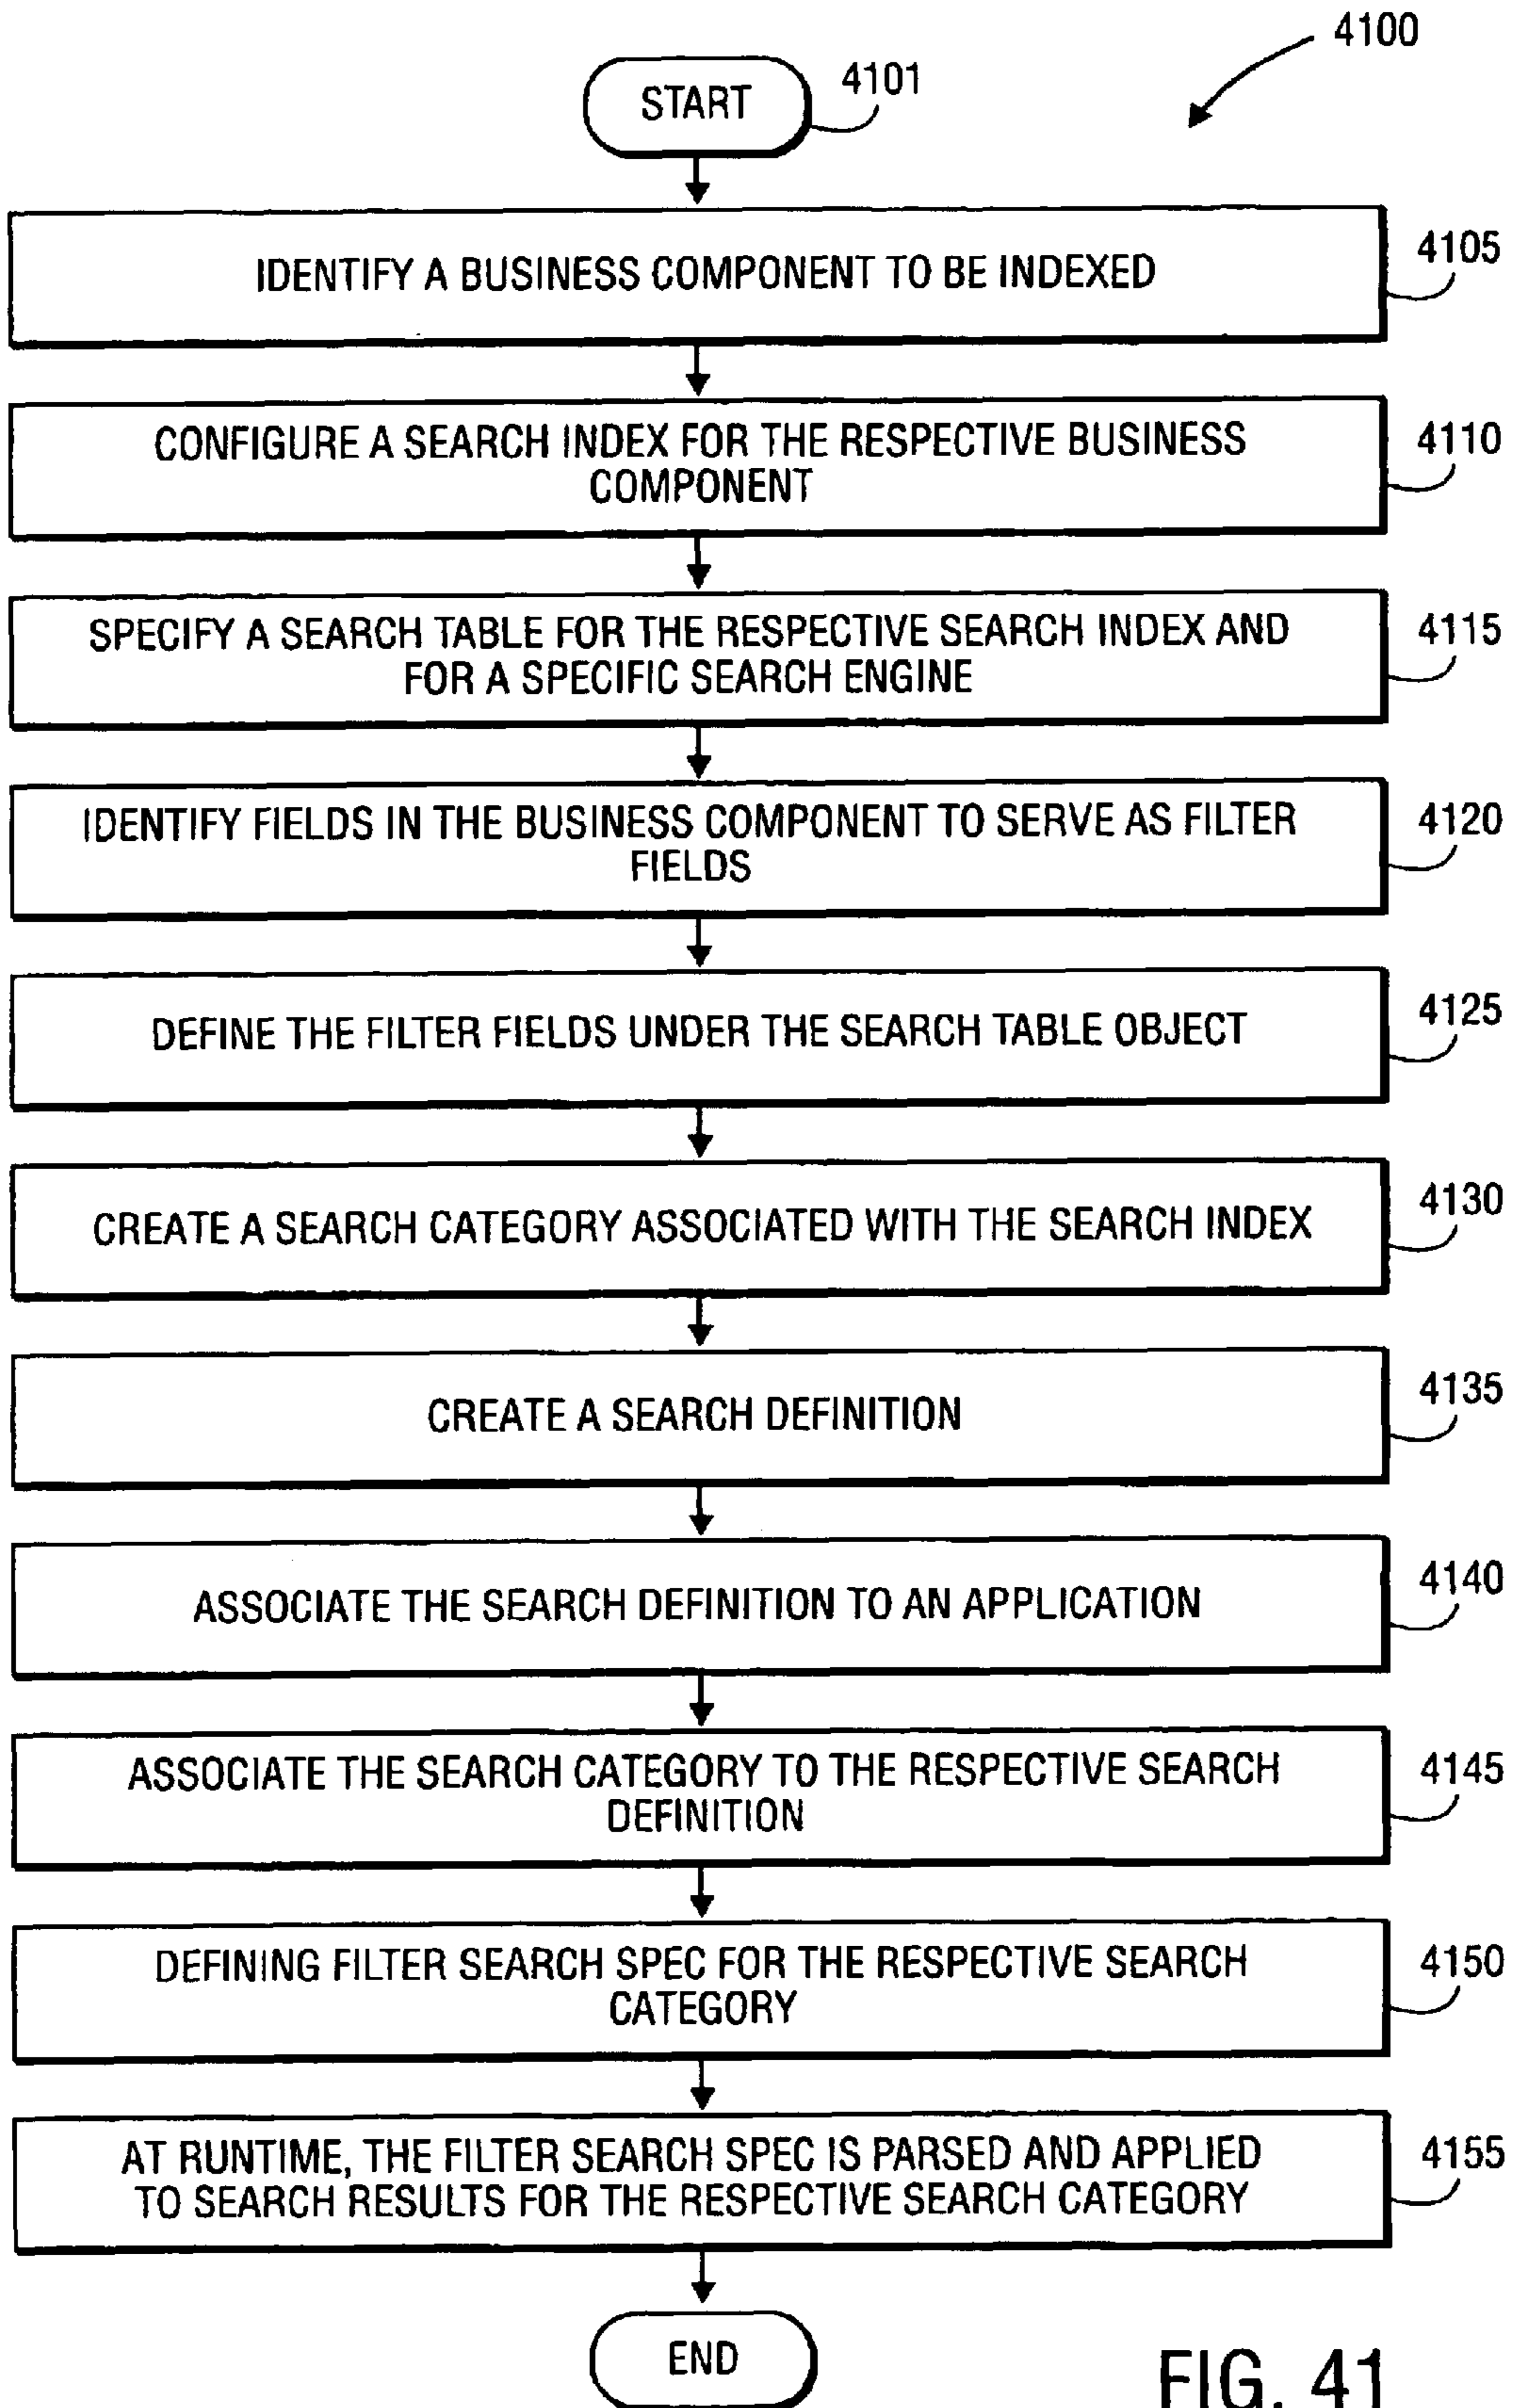 4100
START
4101
IDENTIFY A BUSINESS COMPONENT TO BE INDEXED
4105
CONFIGURE A SEARCH INDEX FOR THE RESPECTIVE BUSINESS
COMPONENT
4110
SPECIFY A SEARCH TABLE FOR THE RESPECTIVE SEARCH INDEX AND
FOR A SPECIFIC SEARCH ENGINE
4115
IDENTIFY FIELDS IN THE BUSINESS COMPONENT TO SERVE AS FILTER
FIELDS
4120
DEFINE THE FILTER FIELDS UNDER THE SEARCH TABLE OBJECT
4125
CREATE A SEARCH CATEGORY ASSOCIATED WITH THE SEARCH INDEX
4130
CREATE A SEARCH DEFINITION
4135
ASSOCIATE THE SEARCH DEFINITION TO AN APPLICATION
4140
ASSOCIATE THE SEARCH CATEGORY TO THE RESPECTIVE SEARCH
DEFINITION
4145
DEFINING FILTER SEARCH SPEC FOR THE RESPECTIVE SEARCH
CATEGORY
4150
AT RUNTIME, THE FILTER SEARCH SPEC IS PARSED AND APPLIED
TO SEARCH RESULTS FOR THE RESPECTIVE SEARCH CATEGORY
4155
END
FIG. 41